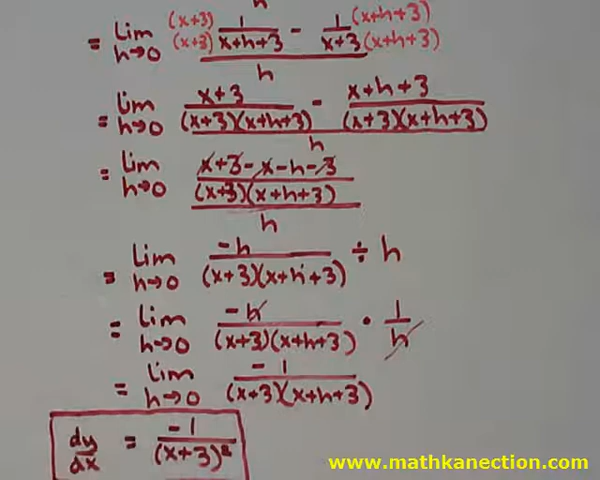 h
= lim h→0 (x+3)/(x+3) 1/(x+h+3) - 1/(x+3) (x+h+3)/(x+h+3) / h
= lim h→0 (x+3)/((x+3)(x+h+3)) - (x+h+3)/((x+3)(x+h+3)) / h
= lim h→0 (x+3-x-h-3)/((x+3)(x+h+3)) / h
= lim h→0 -h/((x+3)(x+h+3)) ÷ h
= lim h→0 -h/((x+3)(x+h+3)) • 1/h
= lim h→0 -1/((x+3)(x+h+3))
dy/dx = -1/(x+3)²
www.mathkanection.com